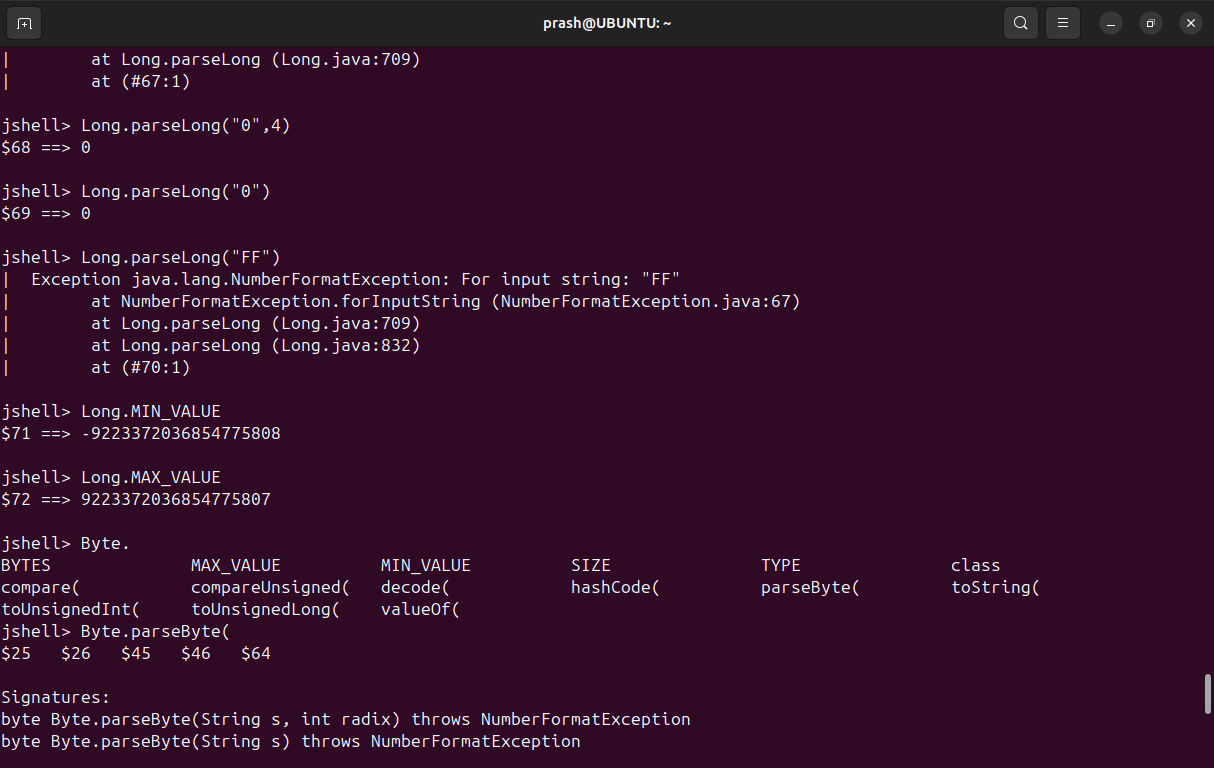 prash@UBUNTU: ~
|        at Long.parseLong (Long.java:709)
|        at (#67:1)
jshell> Long.parseLong("0",4)
$68 ==> 0
jshell> Long.parseLong("0")
$69 ==> 0
jshell> Long.parseLong("FF")
|  Exception java.lang.NumberFormatException: For input string: "FF"
|        at NumberFormatException.forInputString (NumberFormatException.java:67)
|        at Long.parseLong (Long.java:709)
|        at Long.parseLong (Long.java:832)
|        at (#70:1)
jshell> Long.MIN_VALUE
$71 ==> -9223372036854775808
jshell> Long.MAX_VALUE
$72 ==> 9223372036854775807
jshell> Byte.
BYTES              MAX_VALUE          MIN_VALUE          SIZE               TYPE               class
compare(           compareUnsigned(   decode(            hashCode(          parseByte(         toString(
toUnsignedInt(     toUnsignedLong(    valueOf(
jshell> Byte.parseByte(
$25   $26   $45   $46   $64
Signatures:
byte Byte.parseByte(String s, int radix) throws NumberFormatException
byte Byte.parseByte(String s) throws NumberFormatException